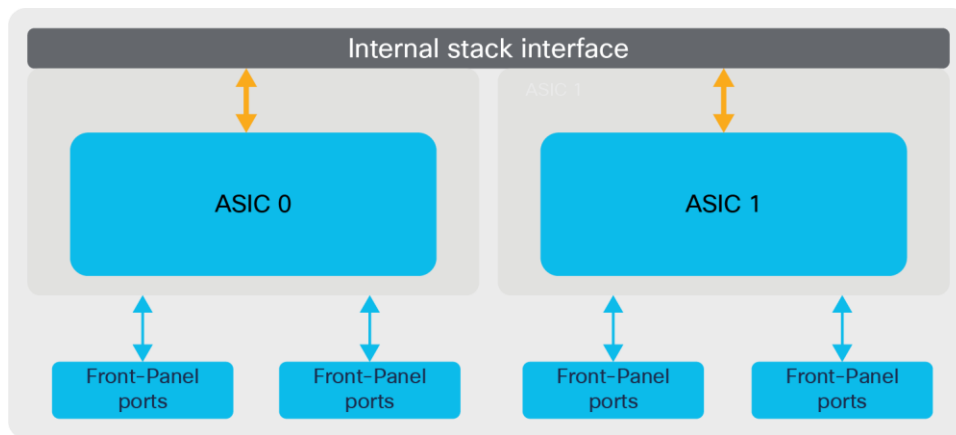 Internal stack interface
ASIC 1
ASIC 0
ASIC 1
Front-Panel
ports
Front-Panel
ports
Front-Panel
ports
Front-Panel
ports